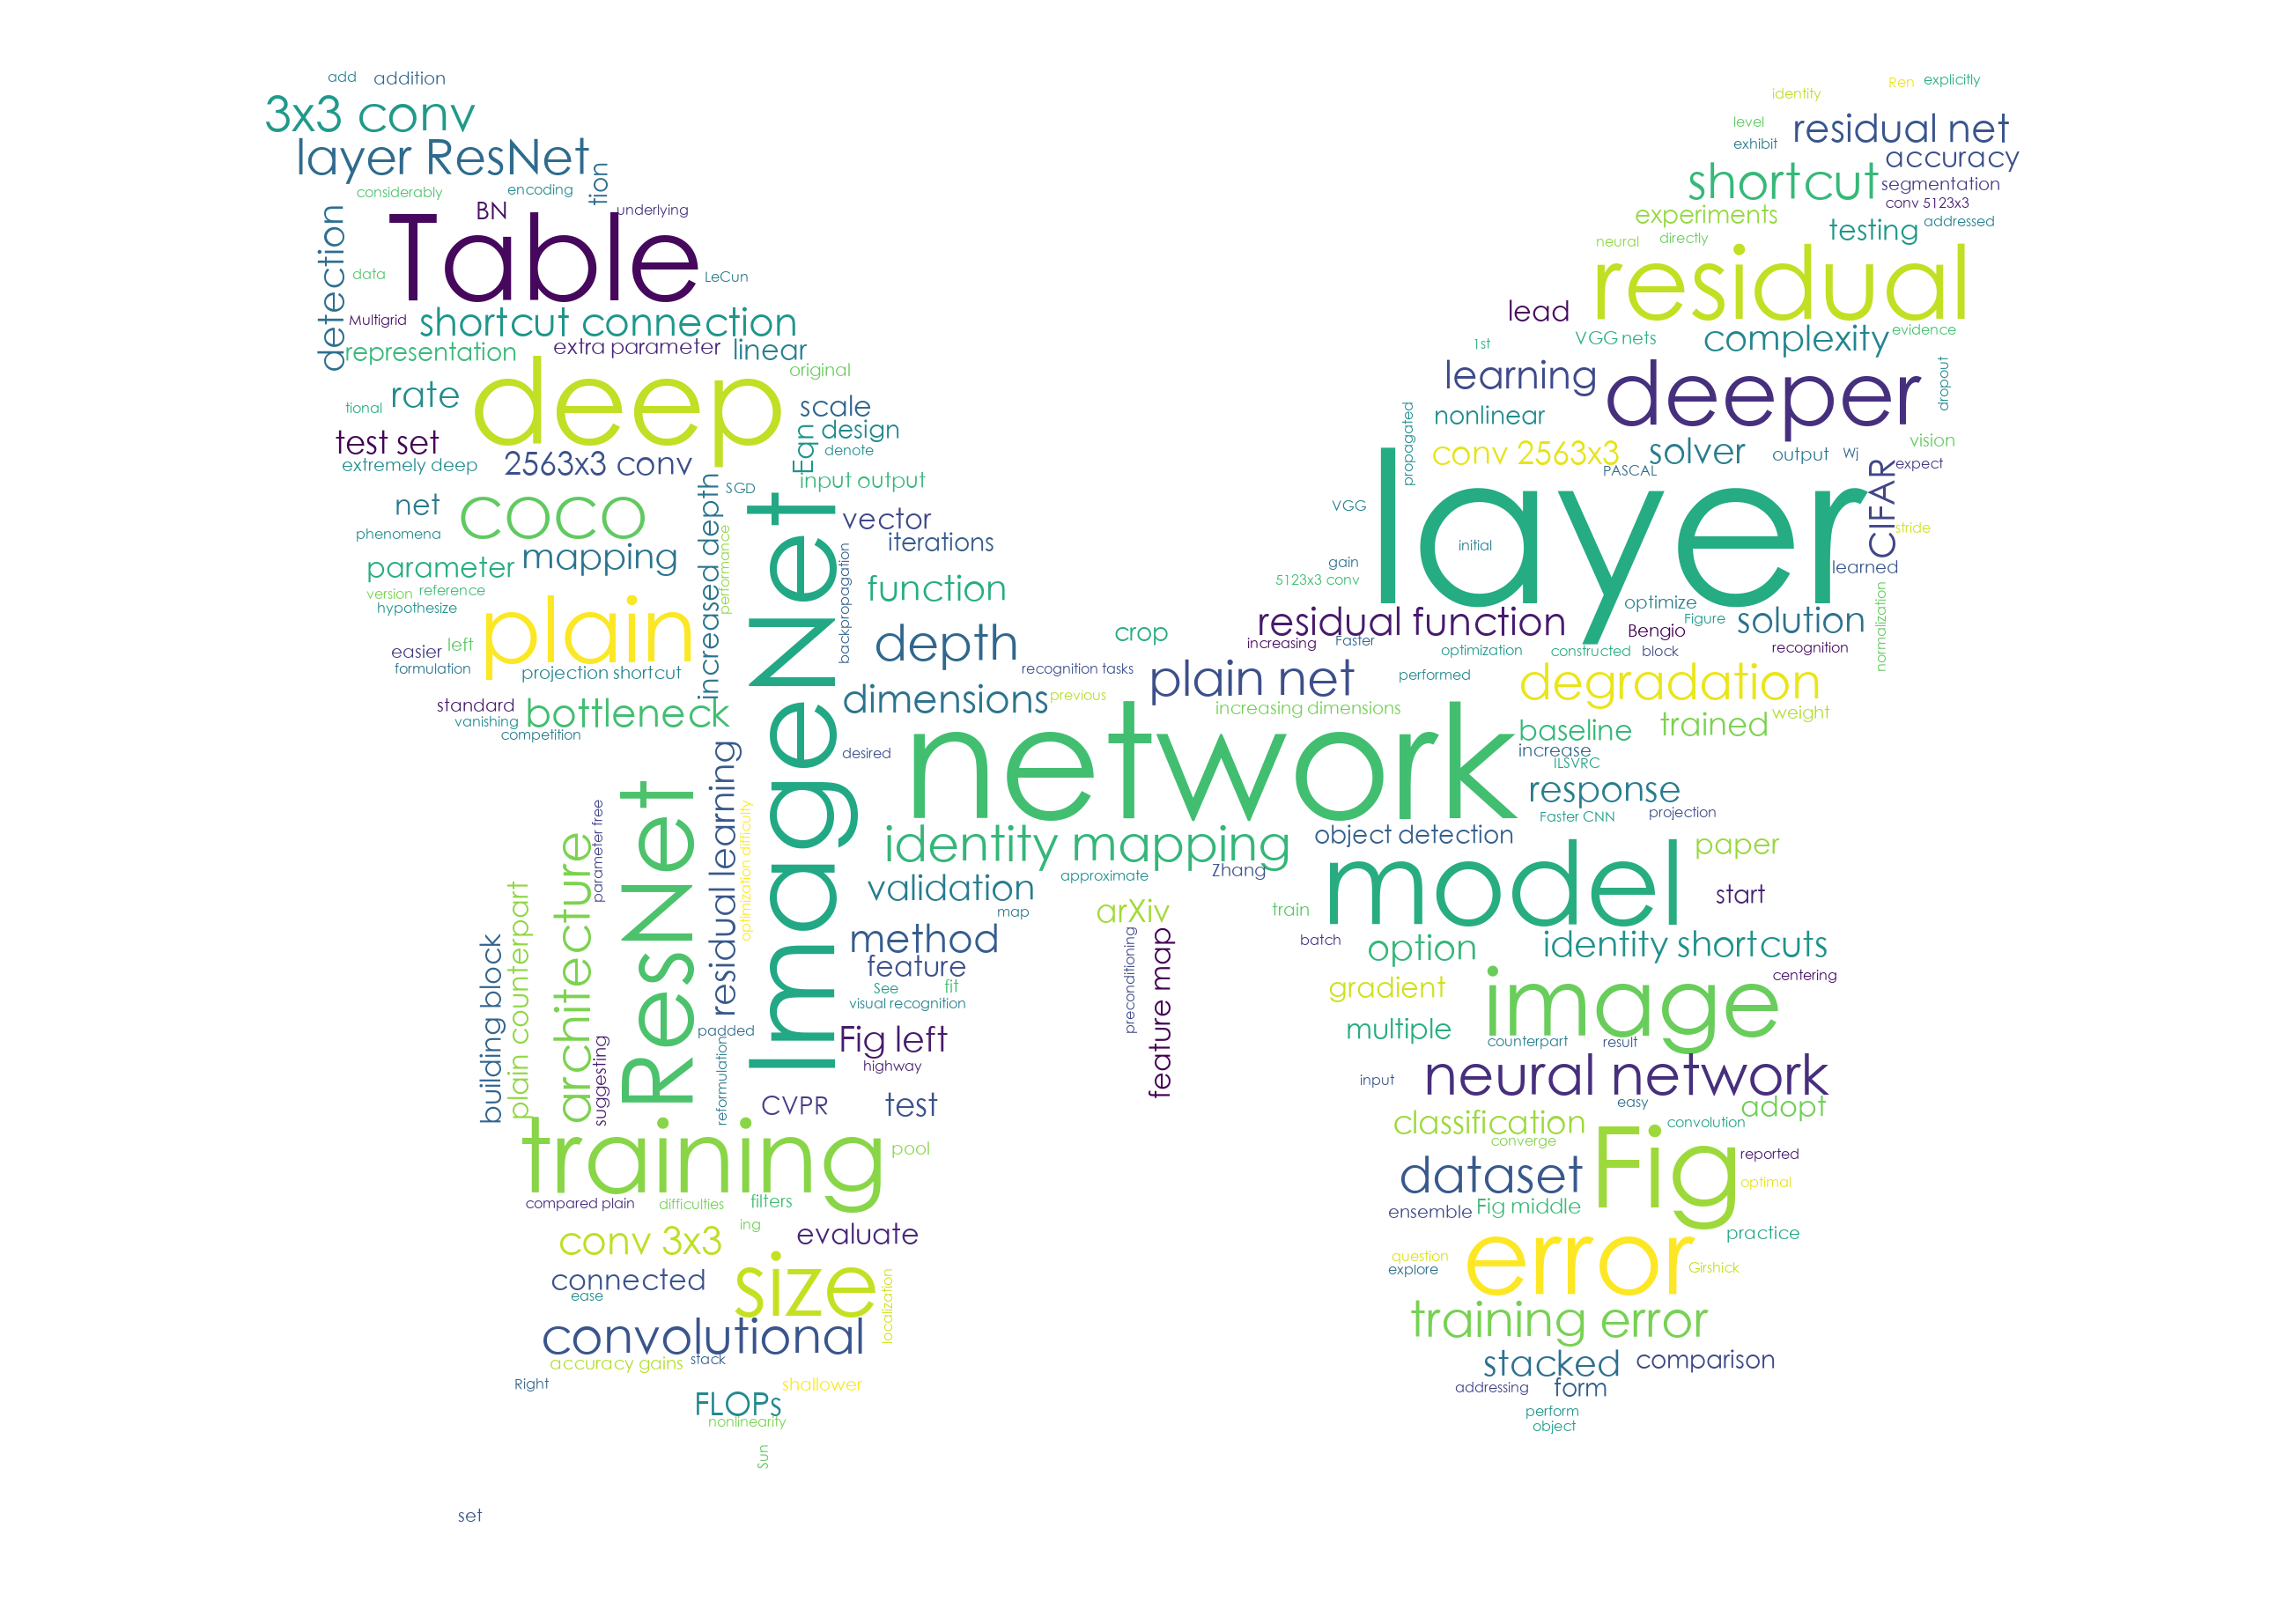 add
addition
3x3 conv
layer ResNet
considerably
encoding
tion
BN
underlying
Table
detection
data
LeCun
Multigrid
shortcut connection
representation
extra parameter
linear
deep
original
rate
tional
scale
Eqn
design
denote
test set
extremely deep
2563x3 conv
input output
SGD
increased depth
net
coco
phenomena
mapping
performance
ImageNet
vector
iterations
backpropagation
parameter
version
reference
hypothesize
function
plain
easier
left
formulation
projection shortcut
depth
recognition tasks
standard
vanishing
competition
bottleneck
dimensions
previous
desired
Ren
explicitly
identity
level
exhibit
residual net
accuracy
shortcut
segmentation
conv 5123x3
experiments
testing
addressed
neural
directly
residual
lead
VGG nets
complexity
evidence
1st
learning
deeper
dropout
propagated
nonlinear
conv 2563x3
solver
output
Wj
vision
expect
PASCAL
CIFAR
layer
VGG
initial
stride
gain
5123x3 conv
learned
normalization
crop
residual function
increasing
Faster
optimize
Figure
Bengio
solution
optimization
constructed
block
recognition
plain net
performed
degradation
increasing dimensions
baseline
trained
weight
network
increase
ILSVRC
response
Faster CNN
projection
residual learning
optimization difficulty
ResNet
parameter free
architecture
plain counterpart
building block
suggesting
identity mapping
object detection
Zhang
approximate
validation
map
model
paper
start
arXiv
train
batch
option
identity shortcuts
method
feature
See
fit
visual recognition
preconditioning
feature map
gradient
image
centering
multiple
counterpart
result
padded
reformulation
Fig left
highway
CVPR
test
input
neural network
easy
adopt
training
pool
classification
converge
convolution
compared plain
difficulties
filters
ing
dataset
Fig
reported
optimal
ensemble
Fig middle
practice
conv 3x3
evaluate
question
explore
error
Girshick
connected
ease
size
localization
convolutional
training error
accuracy gains
stack
Right
shallower
stacked
comparison
FLOPs
nonlinearity
addressing
form
perform
object
Sun
set